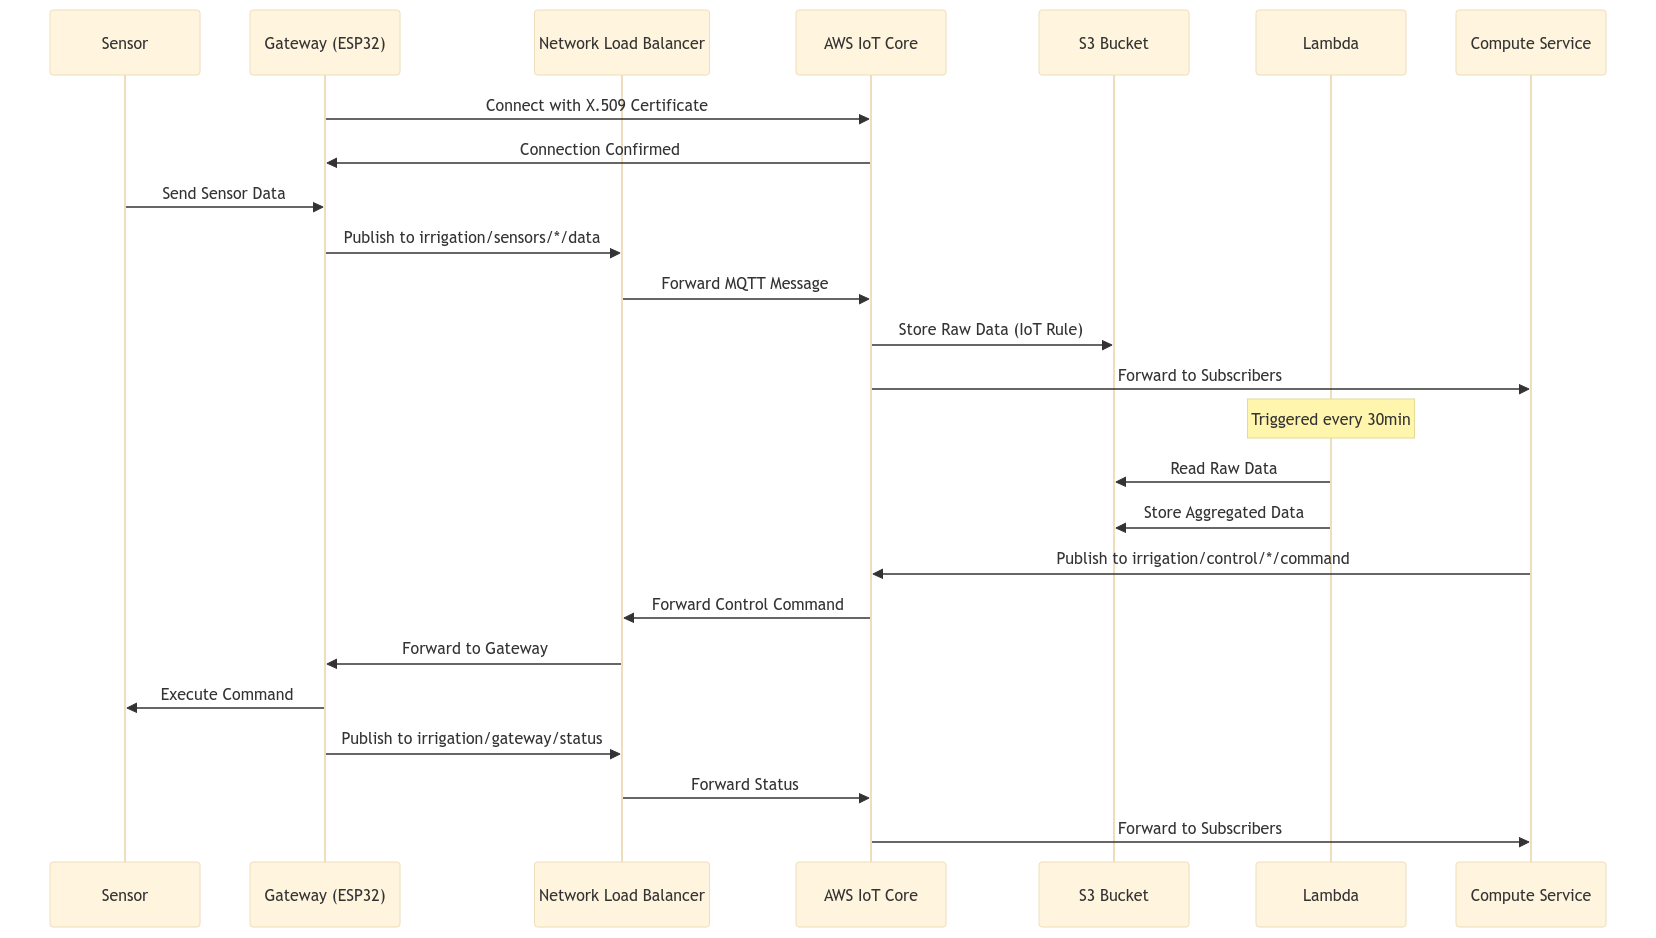 Sensor
Gateway (ESP32)
Network Load Balancer
AWS IoT Core
S3 Bucket
Lambda
Compute Service
Connect with X.509 Certificate
Connection Confirmed
Send Sensor Data
Publish to irrigation/sensors/*/data
Forward MQTT Message
Store Raw Data (IoT Rule)
Forward to Subscribers
Triggered every 30min
Read Raw Data
Store Aggregated Data
Publish to irrigation/control/*/command
Forward Control Command
Forward to Gateway
Execute Command
Publish to irrigation/gateway/status
Forward Status
Forward to Subscribers
Sensor
Gateway (ESP32)
Network Load Balancer
AWS IoT Core
S3 Bucket
Lambda
Compute Service